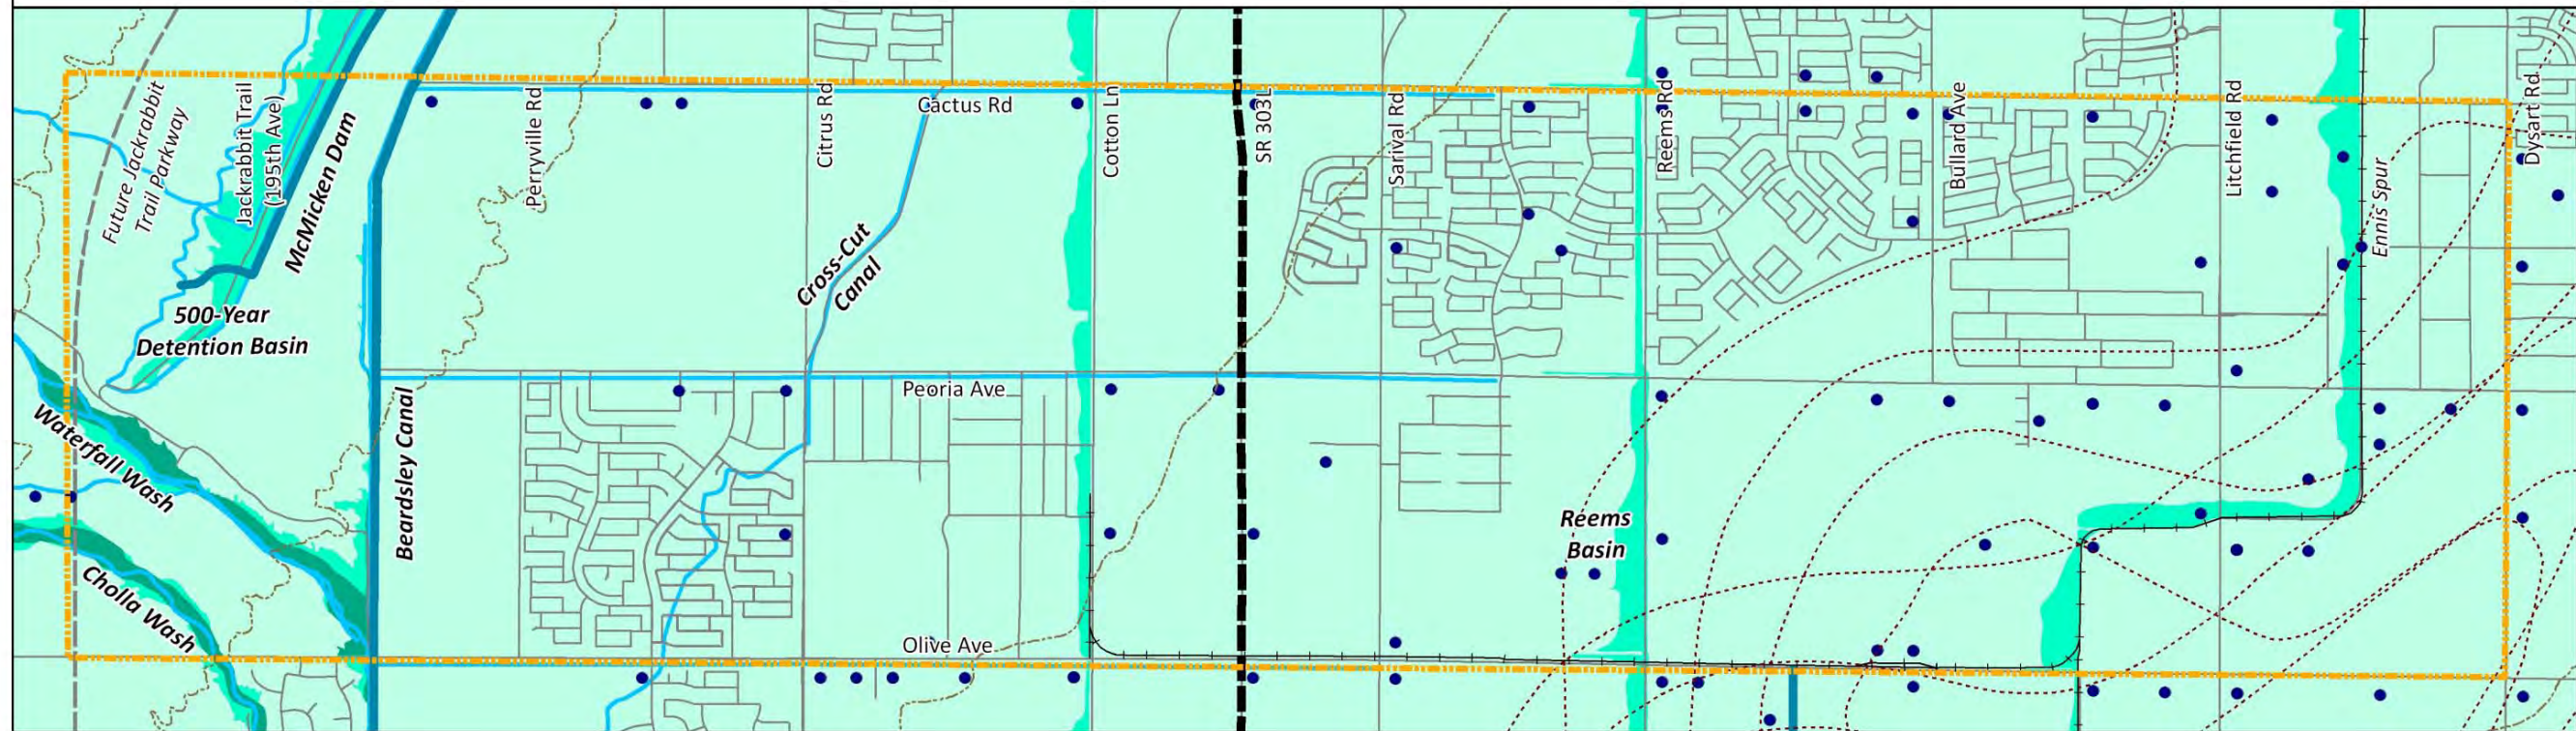 Future Jackrabbit
Trail Parkway
Jackrabbit Trail
(195th Ave)
McMicken Dam
Perryville Rd
Citrus Rd
Cactus Rd
Cotton Ln
SR 303L
Sarival Rd
Reems Rd
Bullard Ave
Litchfield Rd
Ennis Spur
Dysart Rd
500-Year
Detention Basin
Cross-Cut
Canal
Peoria Ave
Waterfall Wash
Beardsley Canal
Reems
Basin
Cholla Wash
Olive Ave